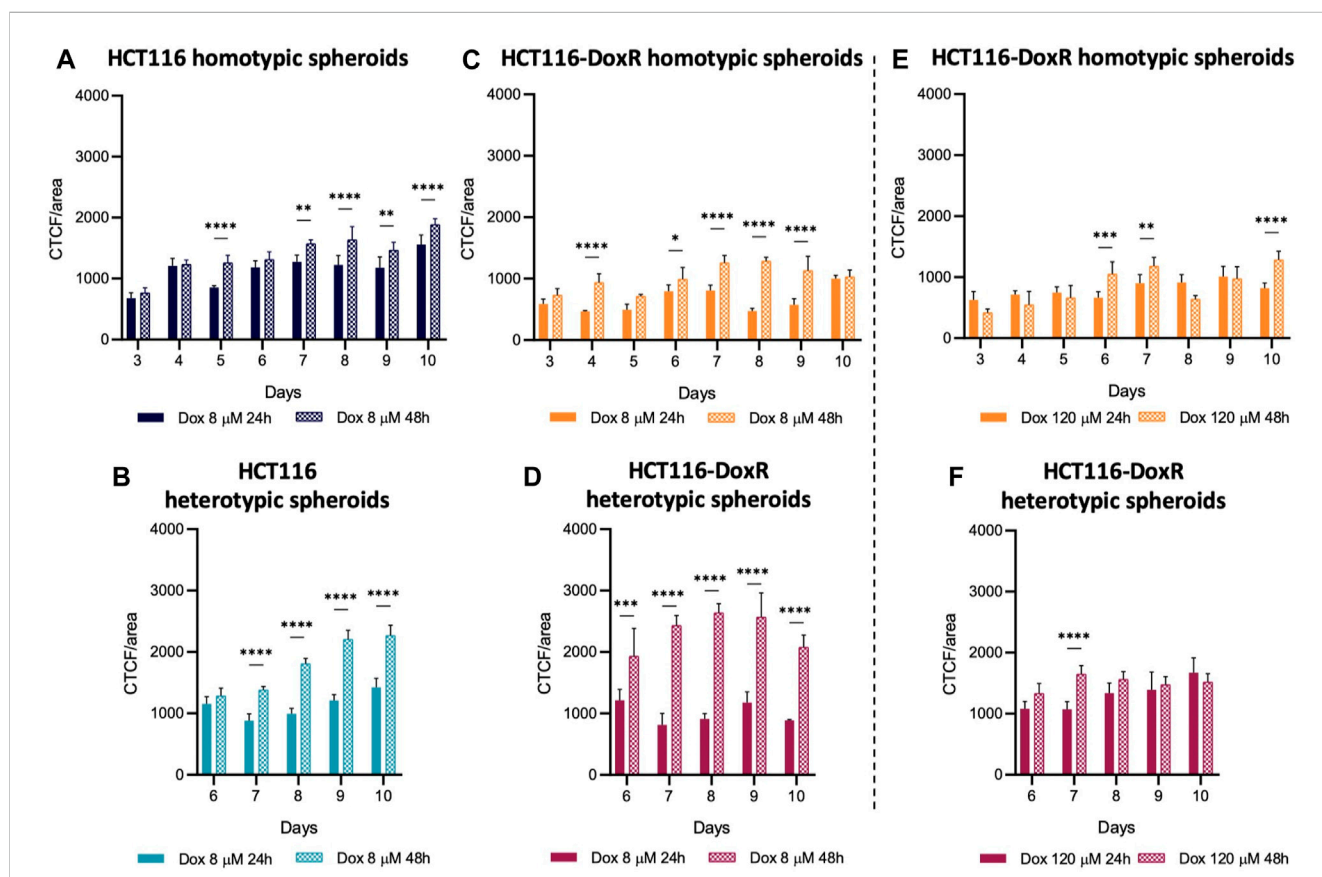 A HCT116 homotypic spheroids
4000
3000
2000
1000
0
CTCF/area
**** ** **** ** ****
3 4 5 6 7 8 9 10
Days
Dox 8 μM 24h Dox 8 μM 48h
C HCT116-DoxR homotypic spheroids
4000
3000
2000
1000
0
CTCF/area
**** * **** **** ****
3 4 5 6 7 8 9 10
Days
Dox 8 μM 24h Dox 8 μM 48h
E HCT116-DoxR homotypic spheroids
4000
3000
2000
1000
0
CTCF/area
*** ** ****
3 4 5 6 7 8 9 10
Days
Dox 120 μM 24h Dox 120 μM 48h
B HCT116
heterotypic spheroids
4000
3000
2000
1000
0
CTCF/area
**** **** **** ****
6 7 8 9 10
Days
Dox 8 μM 24h Dox 8 μM 48h
D HCT116-DoxR
heterotypic spheroids
4000
3000
2000
1000
0
CTCF/area
*** **** **** **** ****
6 7 8 9 10
Days
Dox 8 μM 24h Dox 8 μM 48h
F HCT116-DoxR
heterotypic spheroids
4000
3000
2000
1000
0
CTCF/area
****
6 7 8 9 10
Days
Dox 120 μM 24h Dox 120 μM 48h